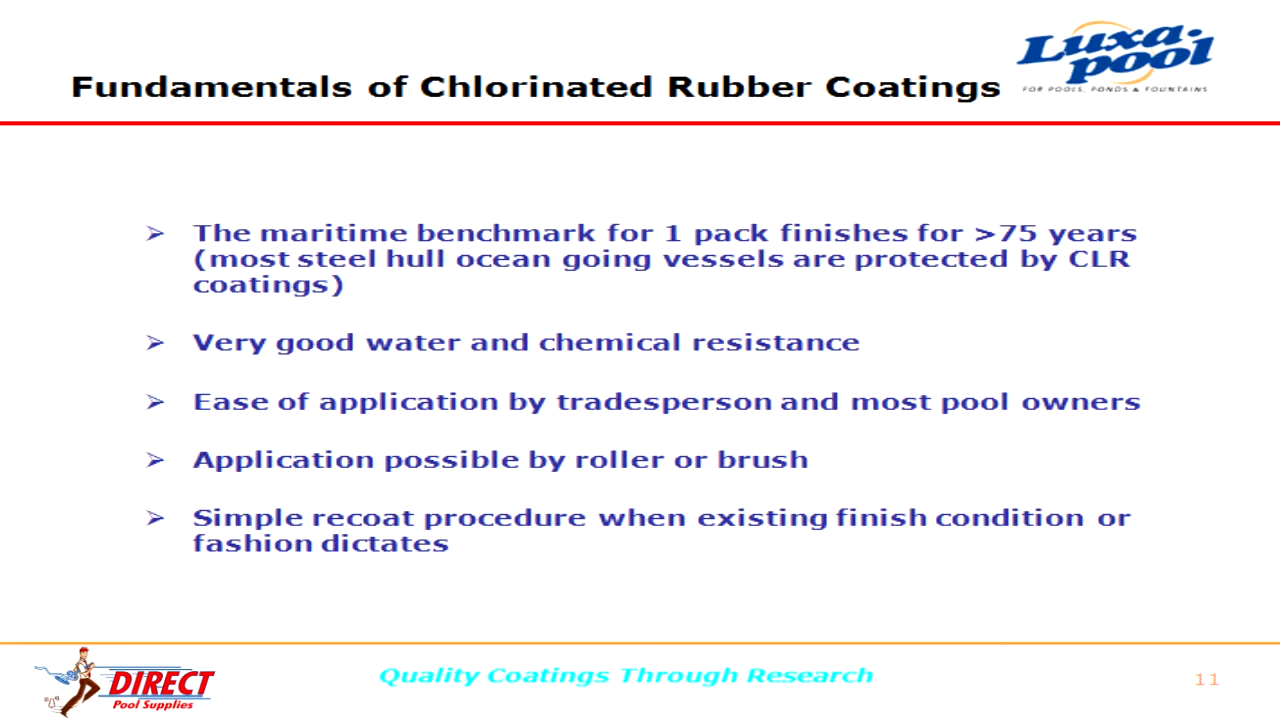 Luxa.
pool
FOR POOLS, PONDS & FOUNTAINS
Fundamentals of Chlorinated Rubber Coatings
➢ The maritime benchmark for 1 pack finishes for >75 years
(most steel hull ocean going vessels are protected by CLR
coatings)
➢ Very good water and chemical resistance
➢ Ease of application by tradesperson and most pool owners
➢ Application possible by roller or brush
➢ Simple recoat procedure when existing finish condition or
fashion dictates
DIRECT
Pool Supplies
Quality Coatings Through Research
11